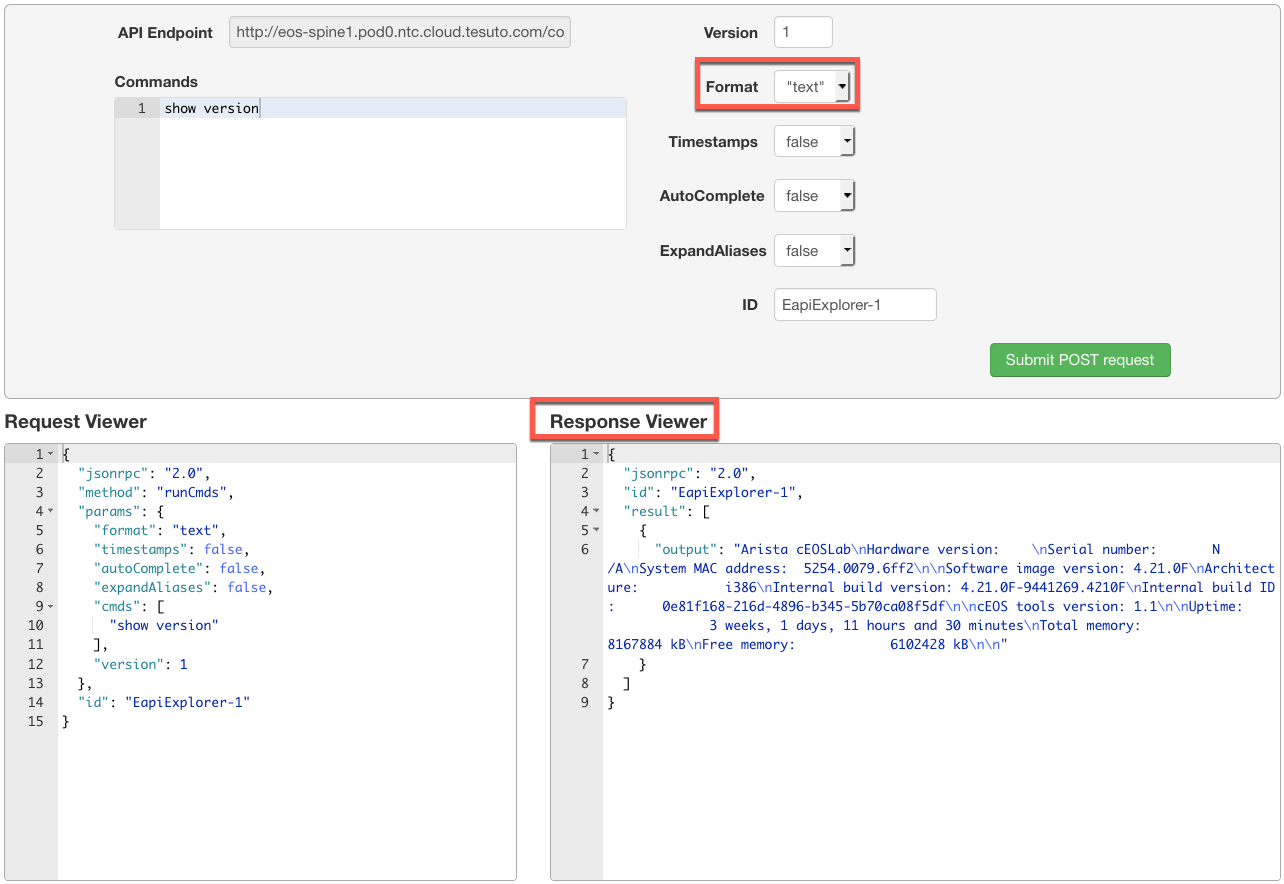 API Endpoint http://eos-spine1.pod0.ntc.cloud.tesuto.com/co
Version 1
Commands
1 show version
Format "text"
Timestamps false
AutoComplete false
ExpandAliases false
ID EapiExplorer-1
Submit POST request
Request Viewer
1 {
2 "jsonrpc": "2.0",
3 "method": "runCmds",
4 "params": {
5 "format": "text",
6 "timestamps": false,
7 "autoComplete": false,
8 "expandAliases": false,
9 "cmds": [
10 "show version"
11 ],
12 "version": 1
13 },
14 "id": "EapiExplorer-1"
15 }
Response Viewer
1 {
2 "jsonrpc": "2.0",
3 "id": "EapiExplorer-1",
4 "result": [
5 {
6 "output": "Arista cEOSLab\nHardware version:    \nSerial number:       N
/A\nSystem MAC address:  5254.0079.6ff2\n\nSoftware image version: 4.21.0F\nArchitect
ure:           i386\nInternal build version: 4.21.0F-9441269.4210F\nInternal build ID
:      0e81f168-216d-4896-b345-5b70ca08f5df\n\ncEOS tools version: 1.1\n\nUptime:
3 weeks, 1 days, 11 hours and 30 minutes\nTotal memory:
8167884 kB\nFree memory:            6102428 kB\n\n"
7 }
8 ]
9 }